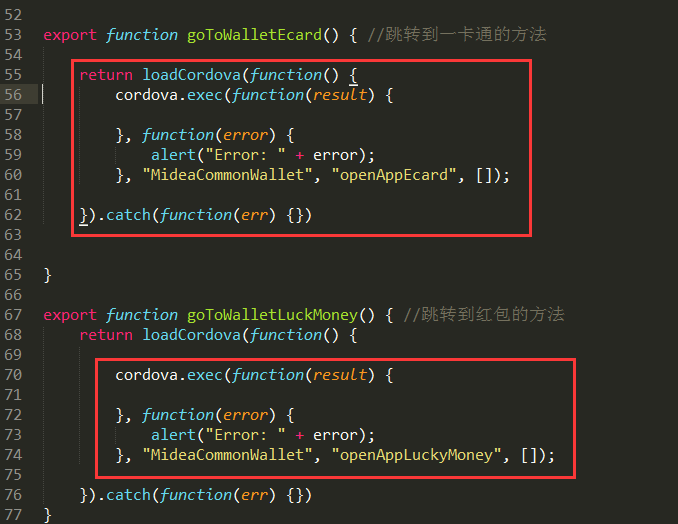 52
53 export function goToWalletEcard() { //跳转到一卡通的方法
54
55 return loadCordova(function() {
56 cordova.exec(function(result) {
57
58 }, function(error) {
59 alert("Error: " + error);
60 }, "MideaCommonWallet", "openAppEcard", []);
61
62 }).catch(function(err) {})
63
64
65 }
66
67 export function goToWalletLuckMoney() { //跳转到红包的方法
68 return loadCordova(function() {
69
70 cordova.exec(function(result) {
71
72 }, function(error) {
73 alert("Error: " + error);
74 }, "MideaCommonWallet", "openAppLuckyMoney", []);
75
76 }).catch(function(err) {})
77 }